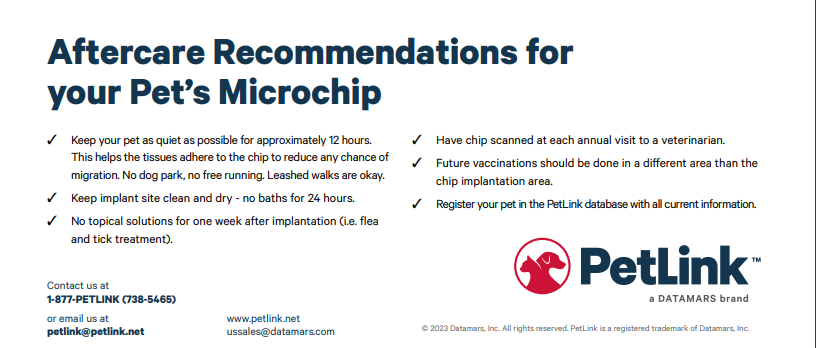 Aftercare Recommendations for
your Pet's Microchip
✓ Keep your pet as quiet as possible for approximately 12 hours.
This helps the tissues adhere to the chip to reduce any chance of
migration. No dog park, no free running. Leashed walks are okay.
✓ Keep implant site clean and dry - no baths for 24 hours.
✓ No topical solutions for one week after implantation (i.e. flea
and tick treatment).
✓ Have chip scanned at each annual visit to a veterinarian.
✓ Future vaccinations should be done in a different area than the
chip implantation area.
✓ Register your pet in the PetLink database with all current information.
PetLink™
a DATAMARS brand
Contact us at
1-877-PETLINK (738-5465)
or email us at
petlink@petlink.net
www.petlink.net
ussales@datamars.com
© 2023 Datamars, Inc. All rights reserved. PetLink is a registered trademark of Datamars, Inc.